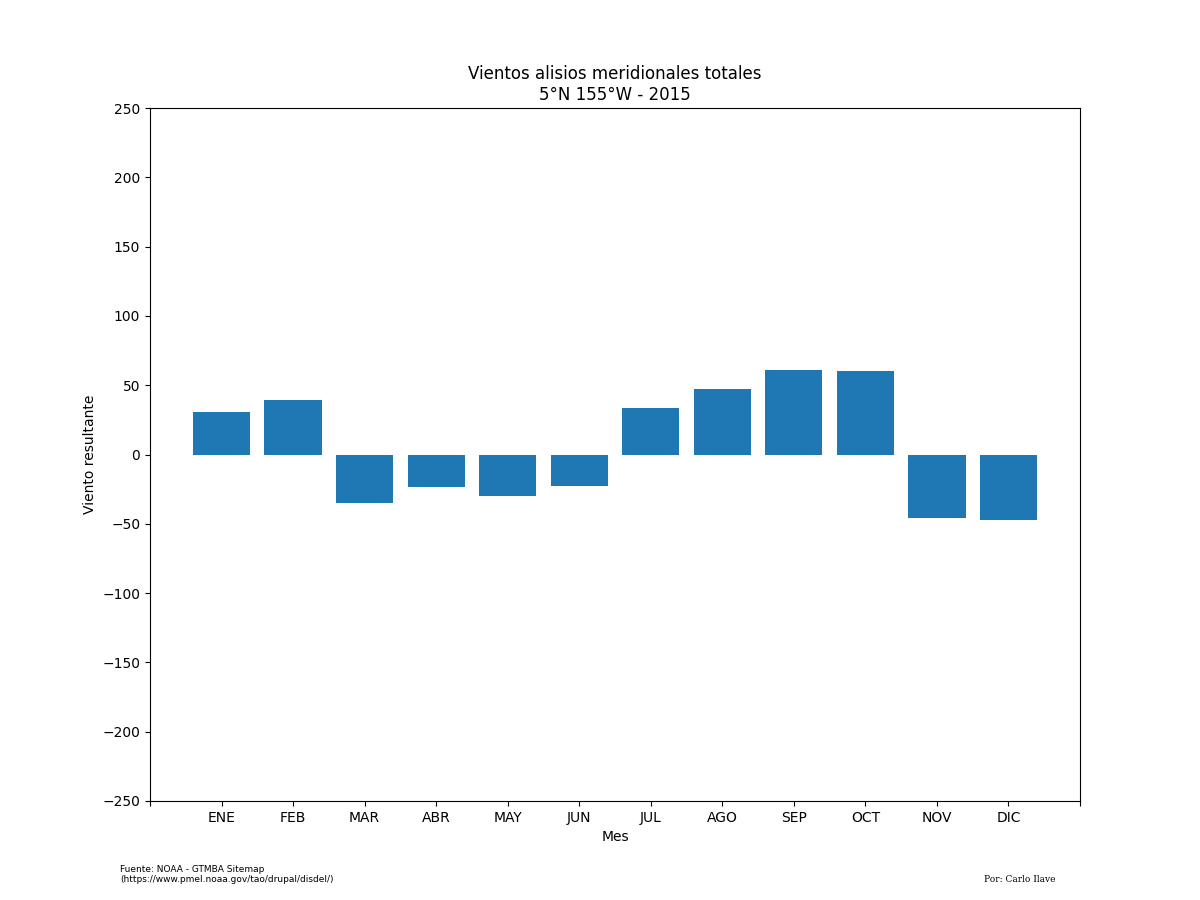 Vientos alisios meridionales totales
5°N 155°W - 2015
250
200
150
100
50
0
−50
−100
−150
−200
−250
Viento resultante
ENE FEB MAR ABR MAY JUN JUL AGO SEP OCT NOV DIC
Mes
Fuente: NOAA - GTMBA Sitemap
(https://www.pmel.noaa.gov/tao/drupal/disdel/)
Por: Carlo Ilave